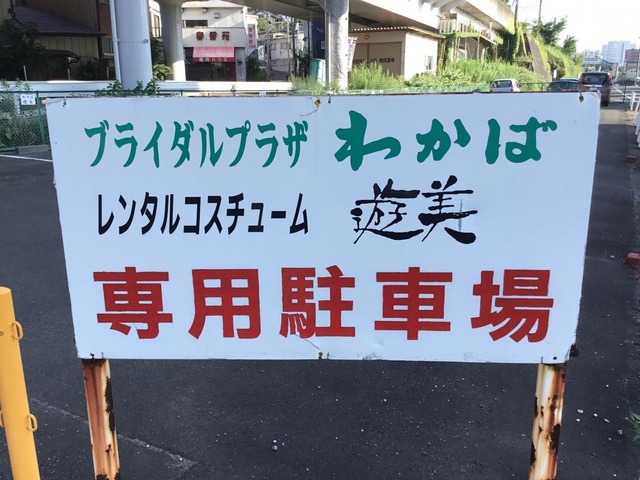 ブライダルプラザ わかば
レンタルコスチューム 遊美
専用駐車場